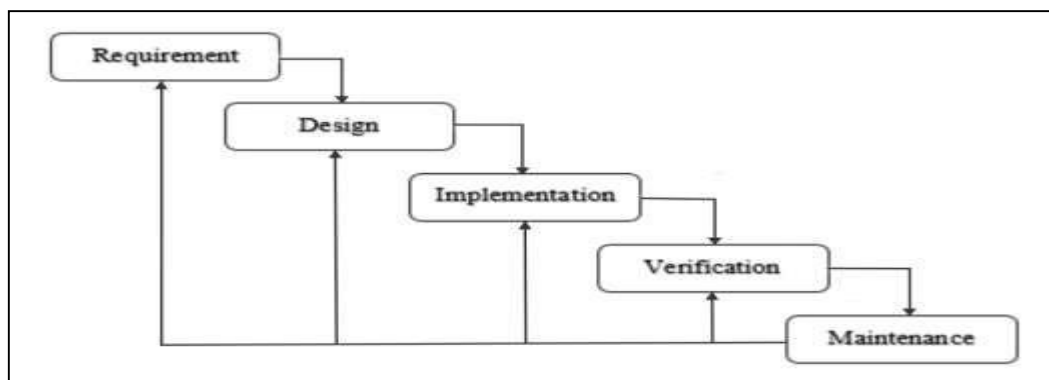 Requirement
Design
Implementation
Verification
Maintenance